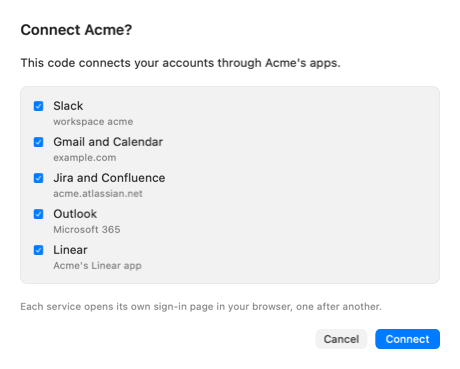 Connect Acme?
This code connects your accounts through Acme's apps.
Slack
workspace acme
Gmail and Calendar
example.com
Jira and Confluence
acme.atlassian.net
Outlook
Microsoft 365
Linear
Acme's Linear app
Each service opens its own sign-in page in your browser, one after another.
Cancel
Connect